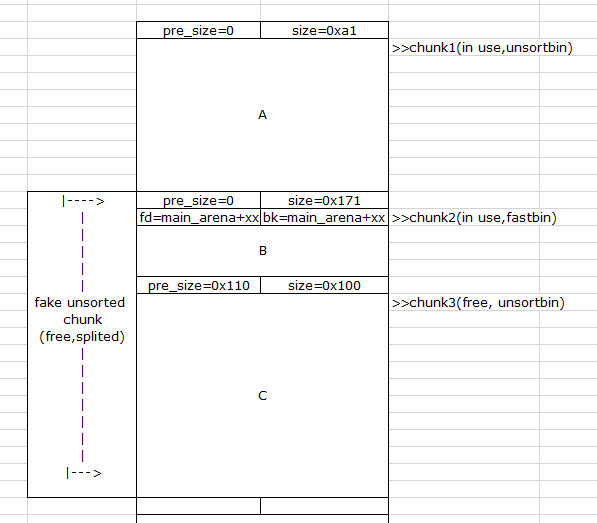 pre_size=0 size=0xa1
>>chunk1(in use,unsortbin)
A
|----> pre_size=0 size=0x171
| fd=main_arena+xx bk=main_arena+xx >>chunk2(in use,fastbin)
|
| B
|
| pre_size=0x110 size=0x100
fake unsorted >>chunk3(free, unsortbin)
chunk
(free,splited)
|
|
|
C
|
|
|
|
|--->